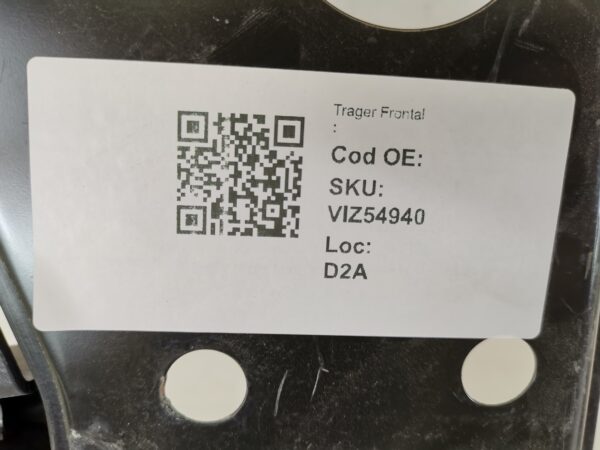 Trager Frontal
:
Cod OE:
SKU:
VIZ54940
Loc:
D2A